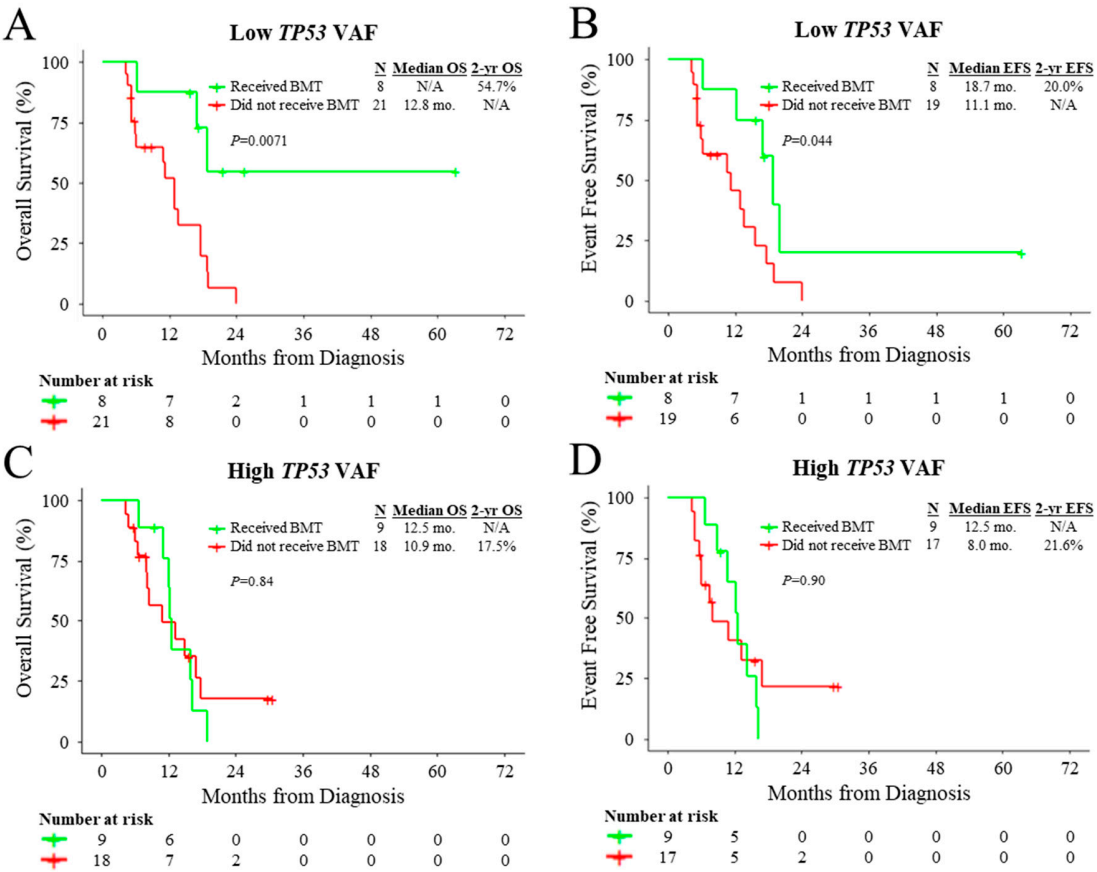 A
Low TP53 VAF
N Median OS 2-yr OS
Received BMT 8 N/A 54.7%
Did not receive BMT 21 12.8 mo. N/A
P=0.0071
Overall Survival (%)
100
75
50
25
0
0 12 24 36 48 60 72
Months from Diagnosis
Number at risk
8 7 2 1 1 1 0
21 8 0 0 0 0 0
B
Low TP53 VAF
N Median EFS 2-yr EFS
Received BMT 8 18.7 mo. 20.0%
Did not receive BMT 19 11.1 mo. N/A
P=0.044
Event Free Survival (%)
100
75
50
25
0
0 12 24 36 48 60 72
Months from Diagnosis
Number at risk
8 7 1 1 1 1 0
19 6 0 0 0 0 0
C
High TP53 VAF
N Median OS 2-yr OS
Received BMT 9 12.5 mo. N/A
Did not receive BMT 18 10.9 mo. 17.5%
P=0.84
Overall Survival (%)
100
75
50
25
0
0 12 24 36 48 60 72
Months from Diagnosis
Number at risk
9 6 0 0 0 0 0
18 7 2 0 0 0 0
D
High TP53 VAF
N Median EFS 2-yr EFS
Received BMT 9 12.5 mo. N/A
Did not receive BMT 17 8.0 mo. 21.6%
P=0.90
Event Free Survival (%)
100
75
50
25
0
0 12 24 36 48 60 72
Months from Diagnosis
Number at risk
9 5 0 0 0 0 0
17 5 2 0 0 0 0